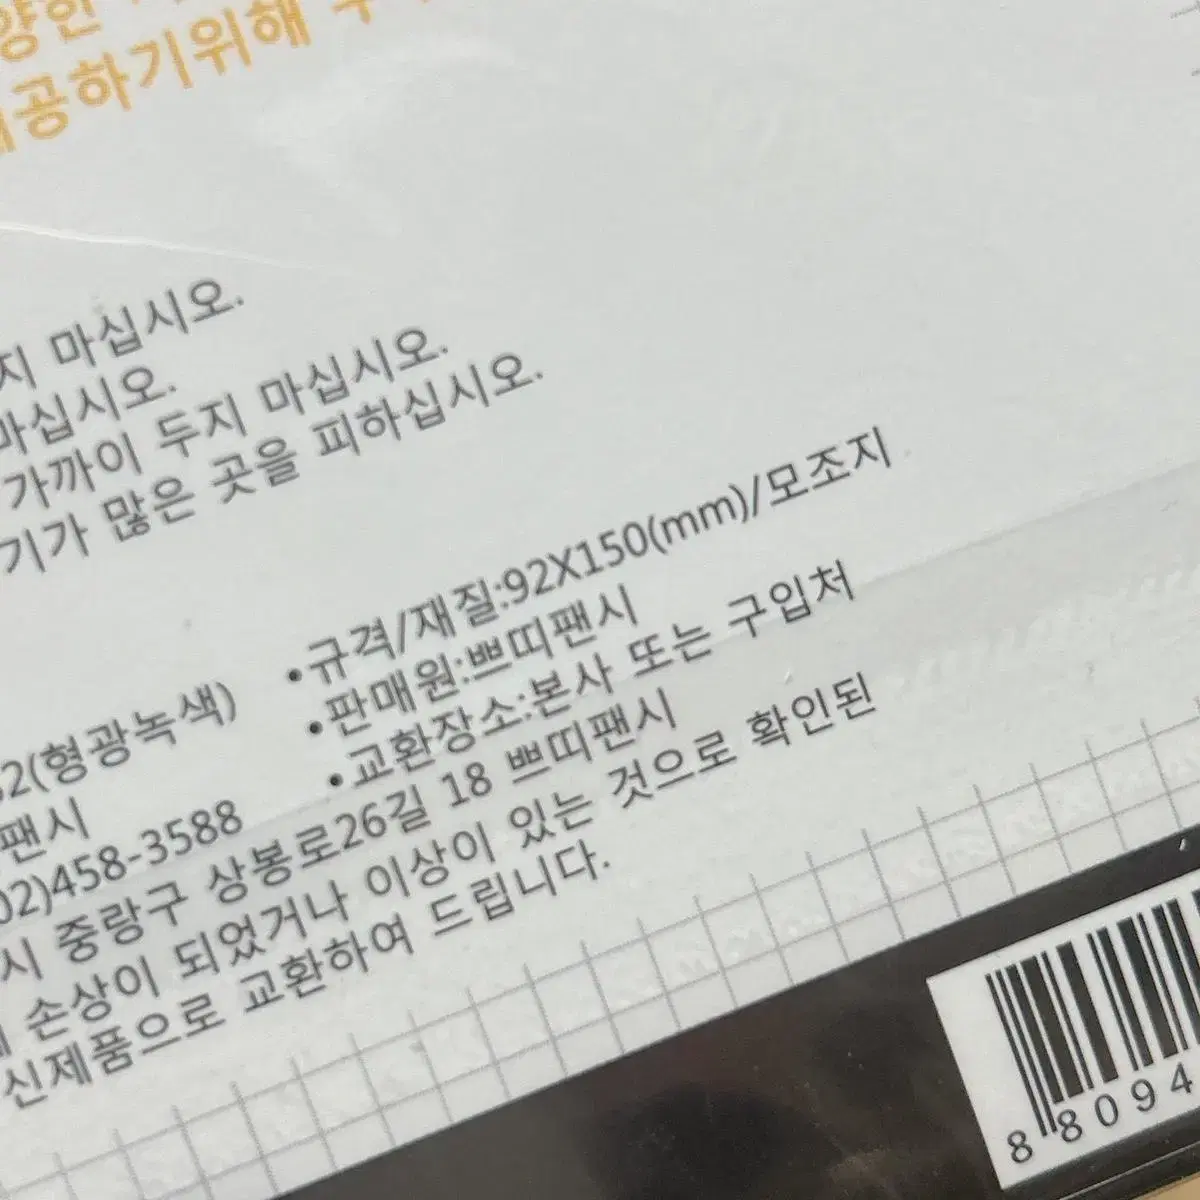 양한
공하기위해
지 마십시오.
마십시오.
가까이 두지 마십시오.
기가 많은 곳을 피하십시오.
•규격/재질:92X150(mm)/모조지
2(형광녹색) •판매원:쁘띠팬시
팬시 •교환장소:본사 또는 구입처
02)458-3588
시 중랑구 상봉로26길 18 쁘띠팬시
손상이 되었거나 이상이 있는 것으로 확인된
신제품으로 교환하여 드립니다.
8 8094